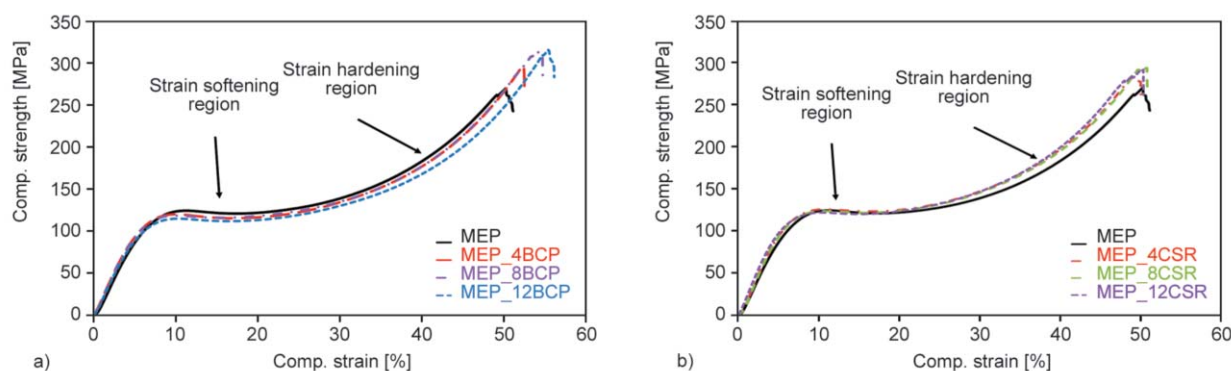 350
300
250
200
150
100
50
0
Comp. strength [MPa]
Strain softening
region
Strain hardening
region
MEP
MEP_4BCP
MEP_8BCP
MEP_12BCP
0 10 20 30 40 50 60
Comp. strain [%]
a)
350
300
250
200
150
100
50
0
Comp. strength [MPa]
Strain softening
region
Strain hardening
region
MEP
MEP_4CSR
MEP_8CSR
MEP_12CSR
0 10 20 30 40 50 60
Comp. strain [%]
b)